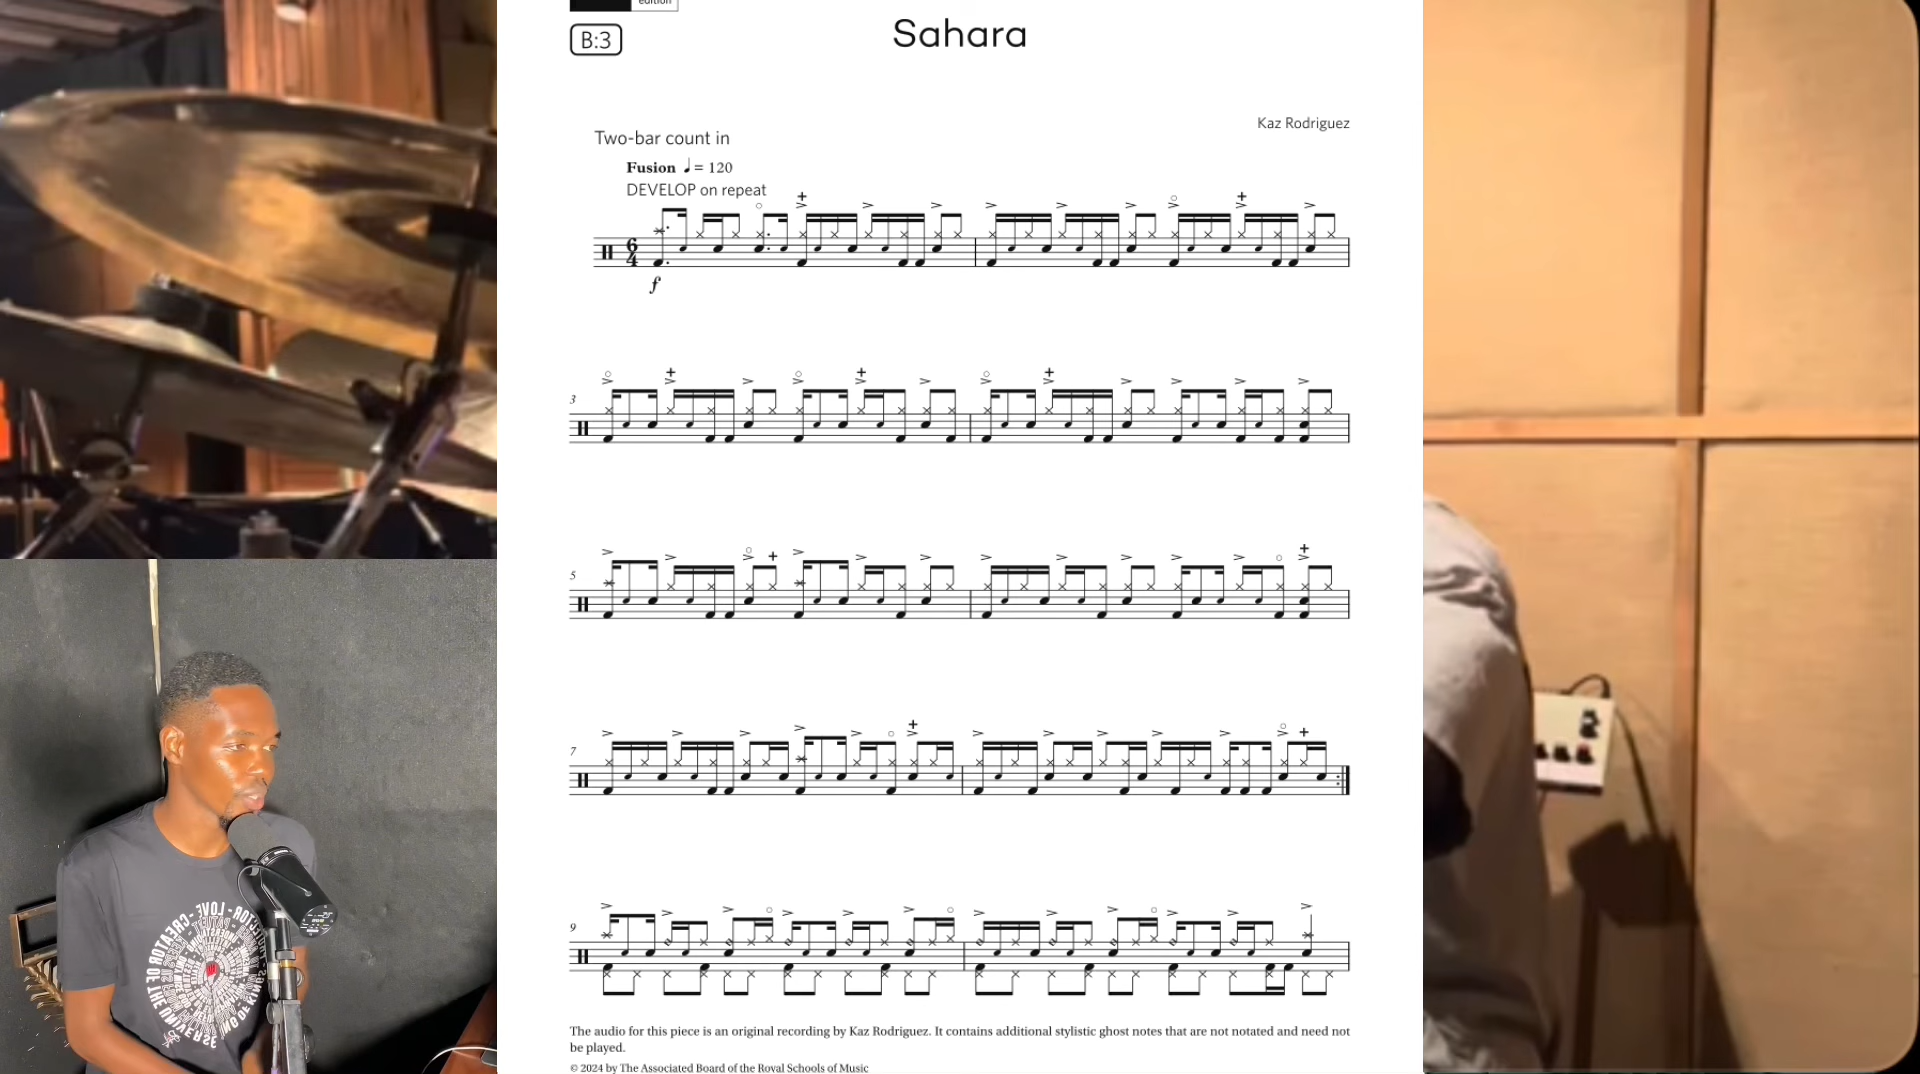 edition
B:3
Sahara
Kaz Rodriguez
Two-bar count in
Fusion ♩= 120
DEVELOP on repeat
6
4
f
3
5
7
9
The audio for this piece is an original recording by Kaz Rodriguez. It contains additional stylistic ghost notes that are not notated and need not
be played.
© 2024 by The Associated Board of the Royal Schools of Music